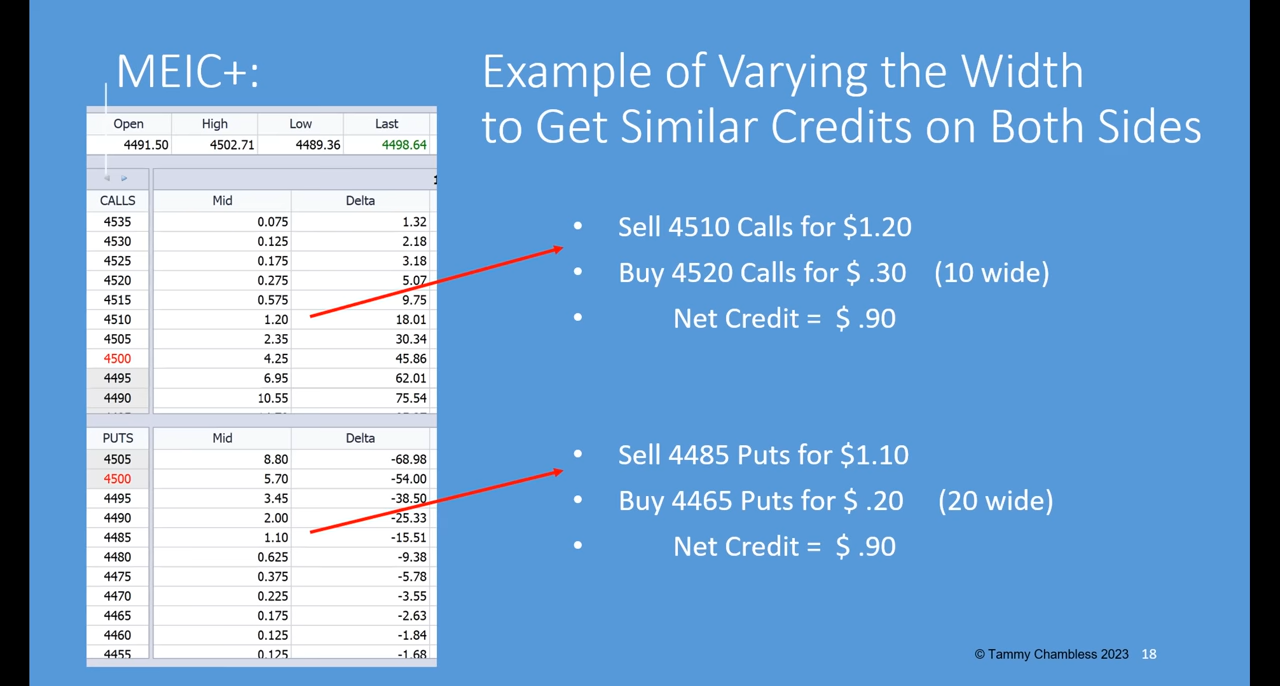 MEIC+:
Example of Varying the Width
to Get Similar Credits on Both Sides
Open High Low Last
4491.50 4502.71 4489.36 4498.64
CALLS Mid Delta
4535 0.075 1.32
4530 0.125 2.18
4525 0.175 3.18
4520 0.275 5.07
4515 0.575 9.75
4510 1.20 18.01
4505 2.35 30.34
4500 4.25 45.86
4495 6.95 62.01
4490 10.55 75.54
PUTS Mid Delta
4505 8.80 -68.98
4500 5.70 -54.00
4495 3.45 -38.50
4490 2.00 -25.33
4485 1.10 -15.51
4480 0.625 -9.38
4475 0.375 -5.78
4470 0.225 -3.55
4465 0.175 -2.63
4460 0.125 -1.84
4455 0.125 -1.68
• Sell 4510 Calls for $1.20
• Buy 4520 Calls for $ .30 (10 wide)
• Net Credit = $ .90
• Sell 4485 Puts for $1.10
• Buy 4465 Puts for $ .20 (20 wide)
• Net Credit = $ .90
© Tammy Chambless 2023 18